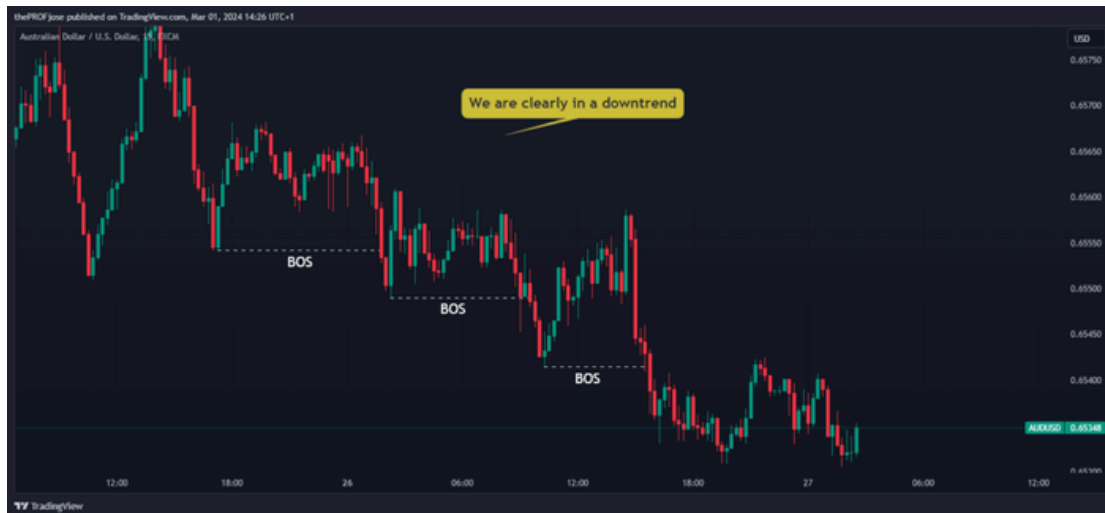 thePROFjose published on TradingView.com, Mar 01, 2024 14:26 UTC+1
Australian Dollar / U.S. Dollar, FXCM
USD
0.65750
We are clearly in a downtrend
0.65700
0.65650
0.65600
0.65550
BOS
0.65500
BOS
0.65450
BOS
0.65400
AUDUSD 0.65348
0.65300
12:00 18:00 26 06:00 12:00 18:00 27 06:00 12:00
TradingView